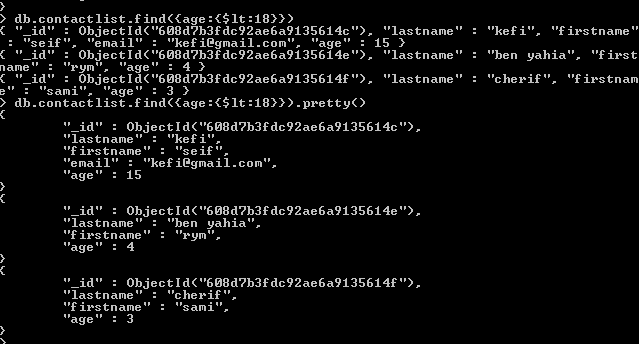 >
> db.contactlist.find({age:{$lt:18}})
{ "_id" : ObjectId("608d7b3fdc92ae6a9135614c"), "lastname" : "kefi", "firstname"
 : "seif", "email" : "kefi@gmail.com", "age" : 15 }
{ "_id" : ObjectId("608d7b3fdc92ae6a9135614e"), "lastname" : "ben yahia", "first
name" : "rym", "age" : 4 }
{ "_id" : ObjectId("608d7b3fdc92ae6a9135614f"), "lastname" : "cherif", "firstnam
e" : "sami", "age" : 3 }
> db.contactlist.find({age:{$lt:18}}).pretty()
{
        "_id" : ObjectId("608d7b3fdc92ae6a9135614c"),
        "lastname" : "kefi",
        "firstname" : "seif",
        "email" : "kefi@gmail.com",
        "age" : 15
}
{
        "_id" : ObjectId("608d7b3fdc92ae6a9135614e"),
        "lastname" : "ben yahia",
        "firstname" : "rym",
        "age" : 4
}
{
        "_id" : ObjectId("608d7b3fdc92ae6a9135614f"),
        "lastname" : "cherif",
        "firstname" : "sami",
        "age" : 3
}
>